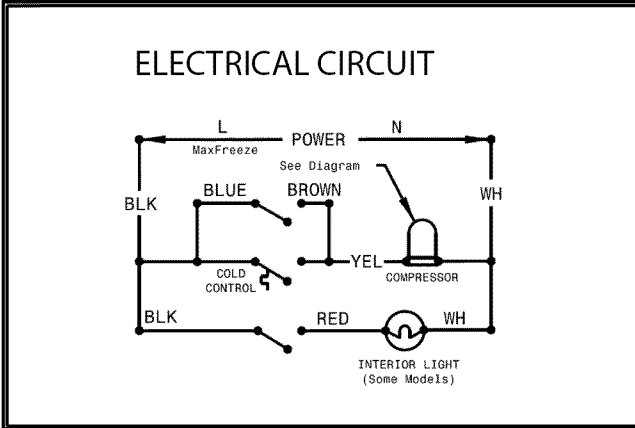 ELECTRICAL CIRCUIT
L POWER N
MaxFreeze
See Diagram
BLUE BROWN
BLK WH
YEL
COLD
CONTROL
COMPRESSOR
BLK RED WH
INTERIOR LIGHT
(Some Models)